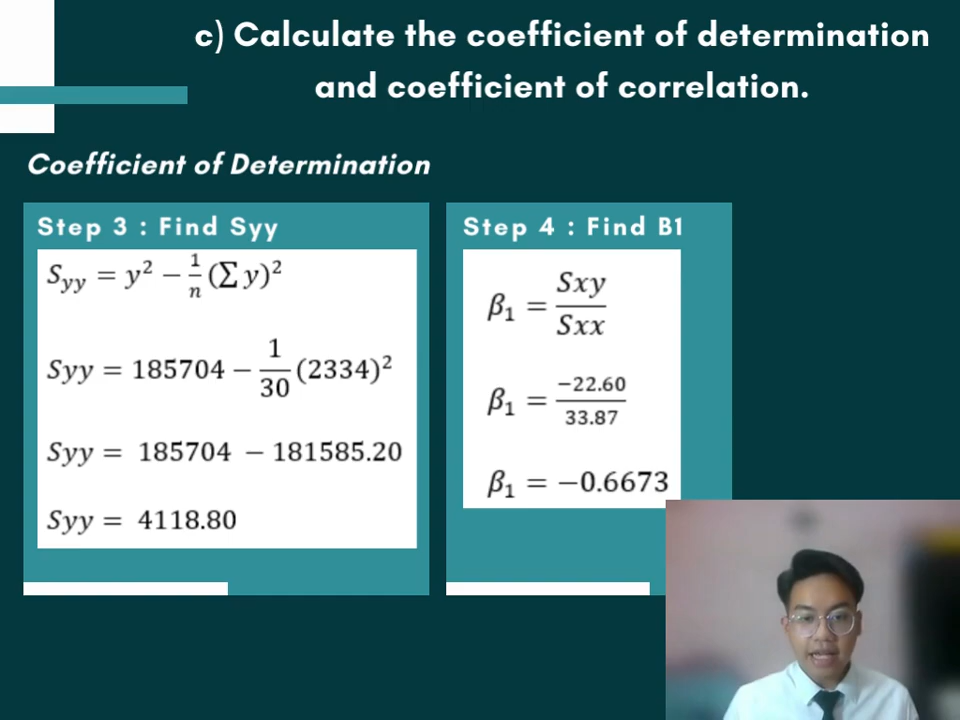 c) Calculate the coefficient of determination
and coefficient of correlation.
Coefficient of Determination
Step 3 : Find Syy
S_yy = y² − 1/n (∑ y)²
Syy = 185704 − 1/30 (2334)²
Syy = 185704 − 181585.20
Syy = 4118.80
Step 4 : Find B1
β₁ = Sxy/Sxx
β₁ = −22.60/33.87
β₁ = −0.6673